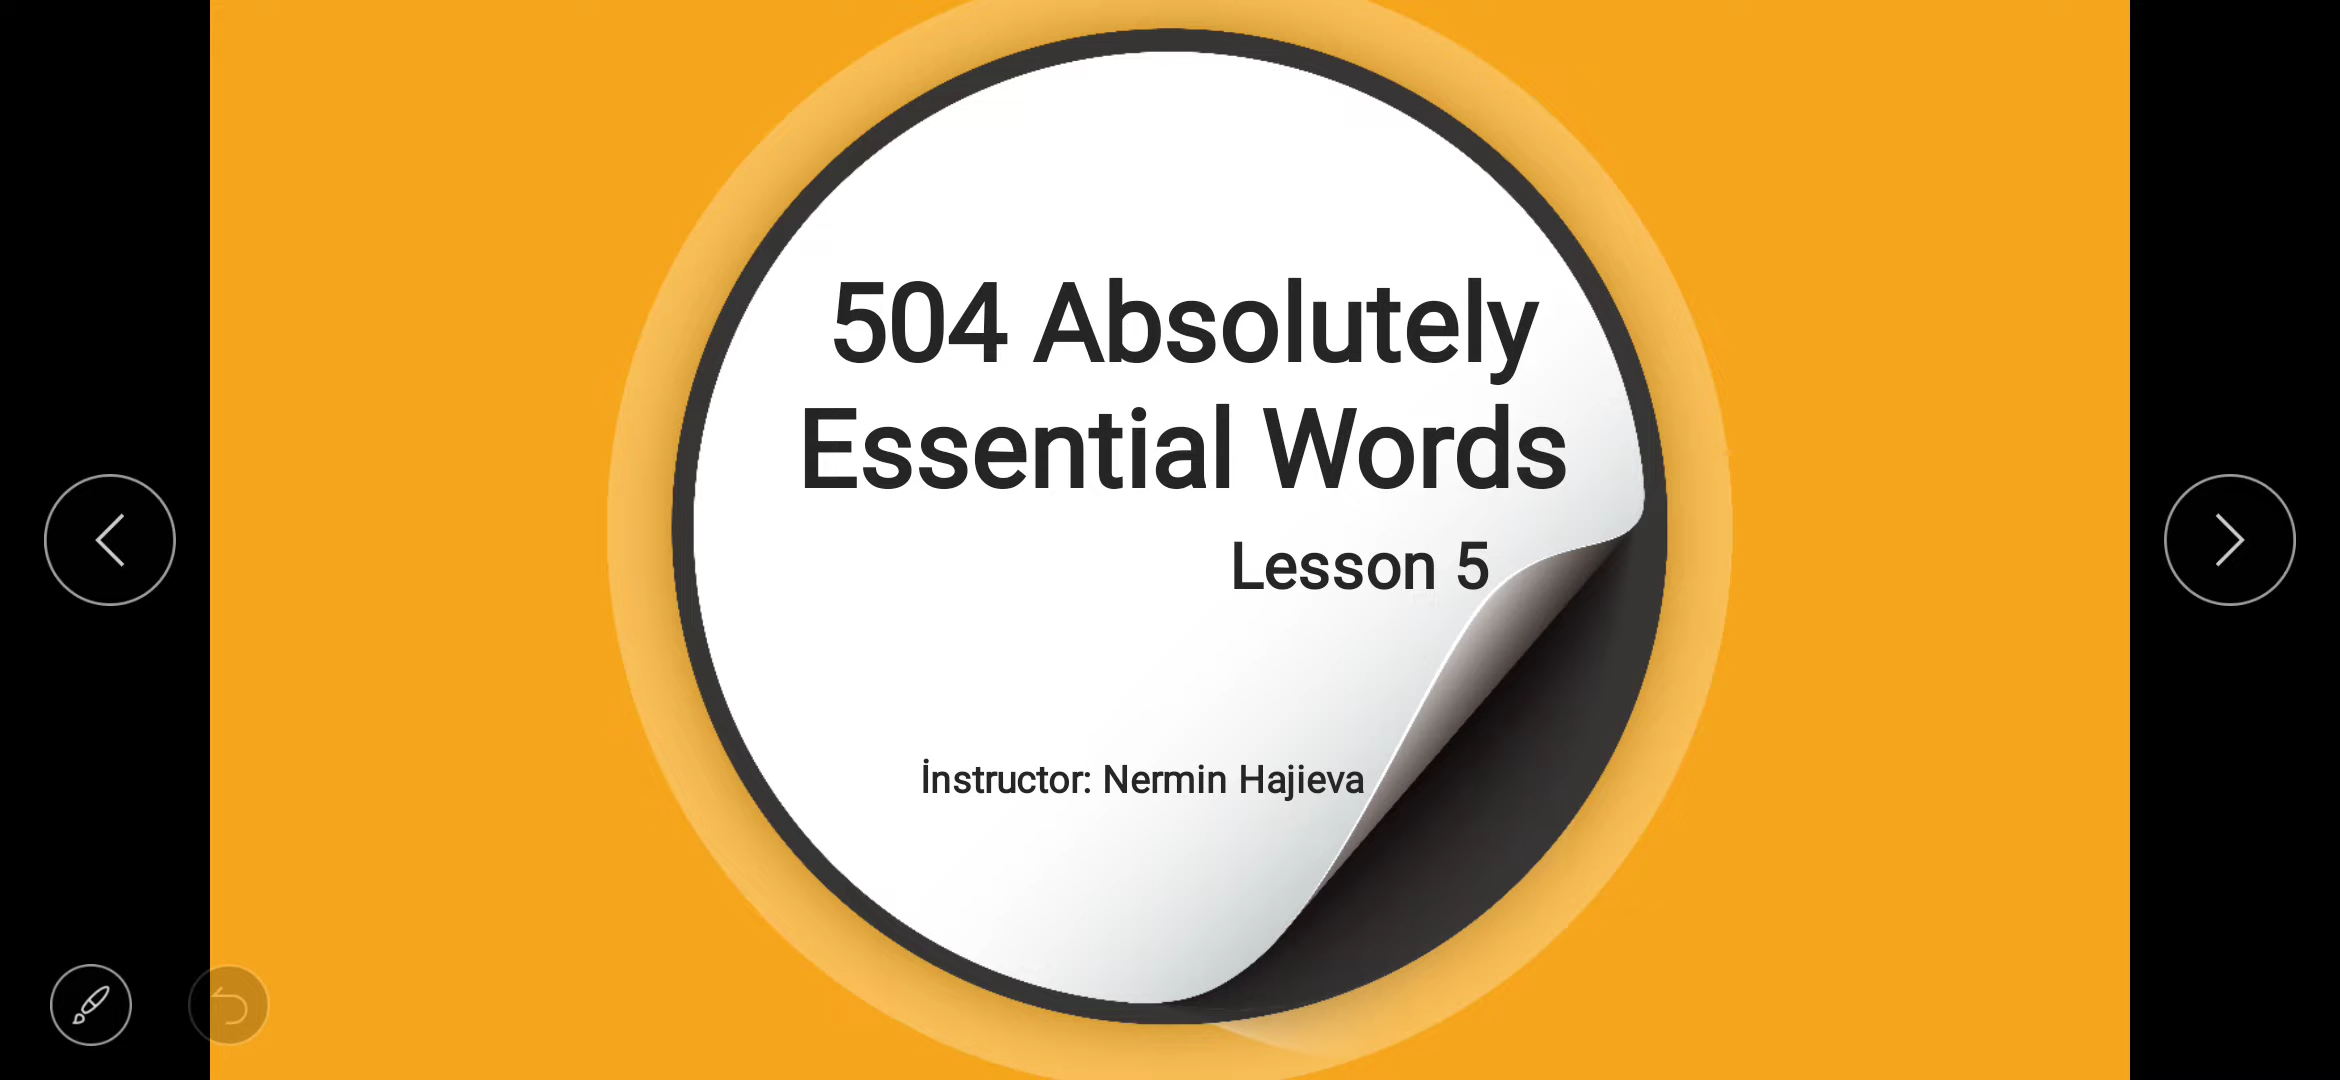 504 Absolutely
Essential Words
Lesson 5
İnstructor: Nermin Hajieva